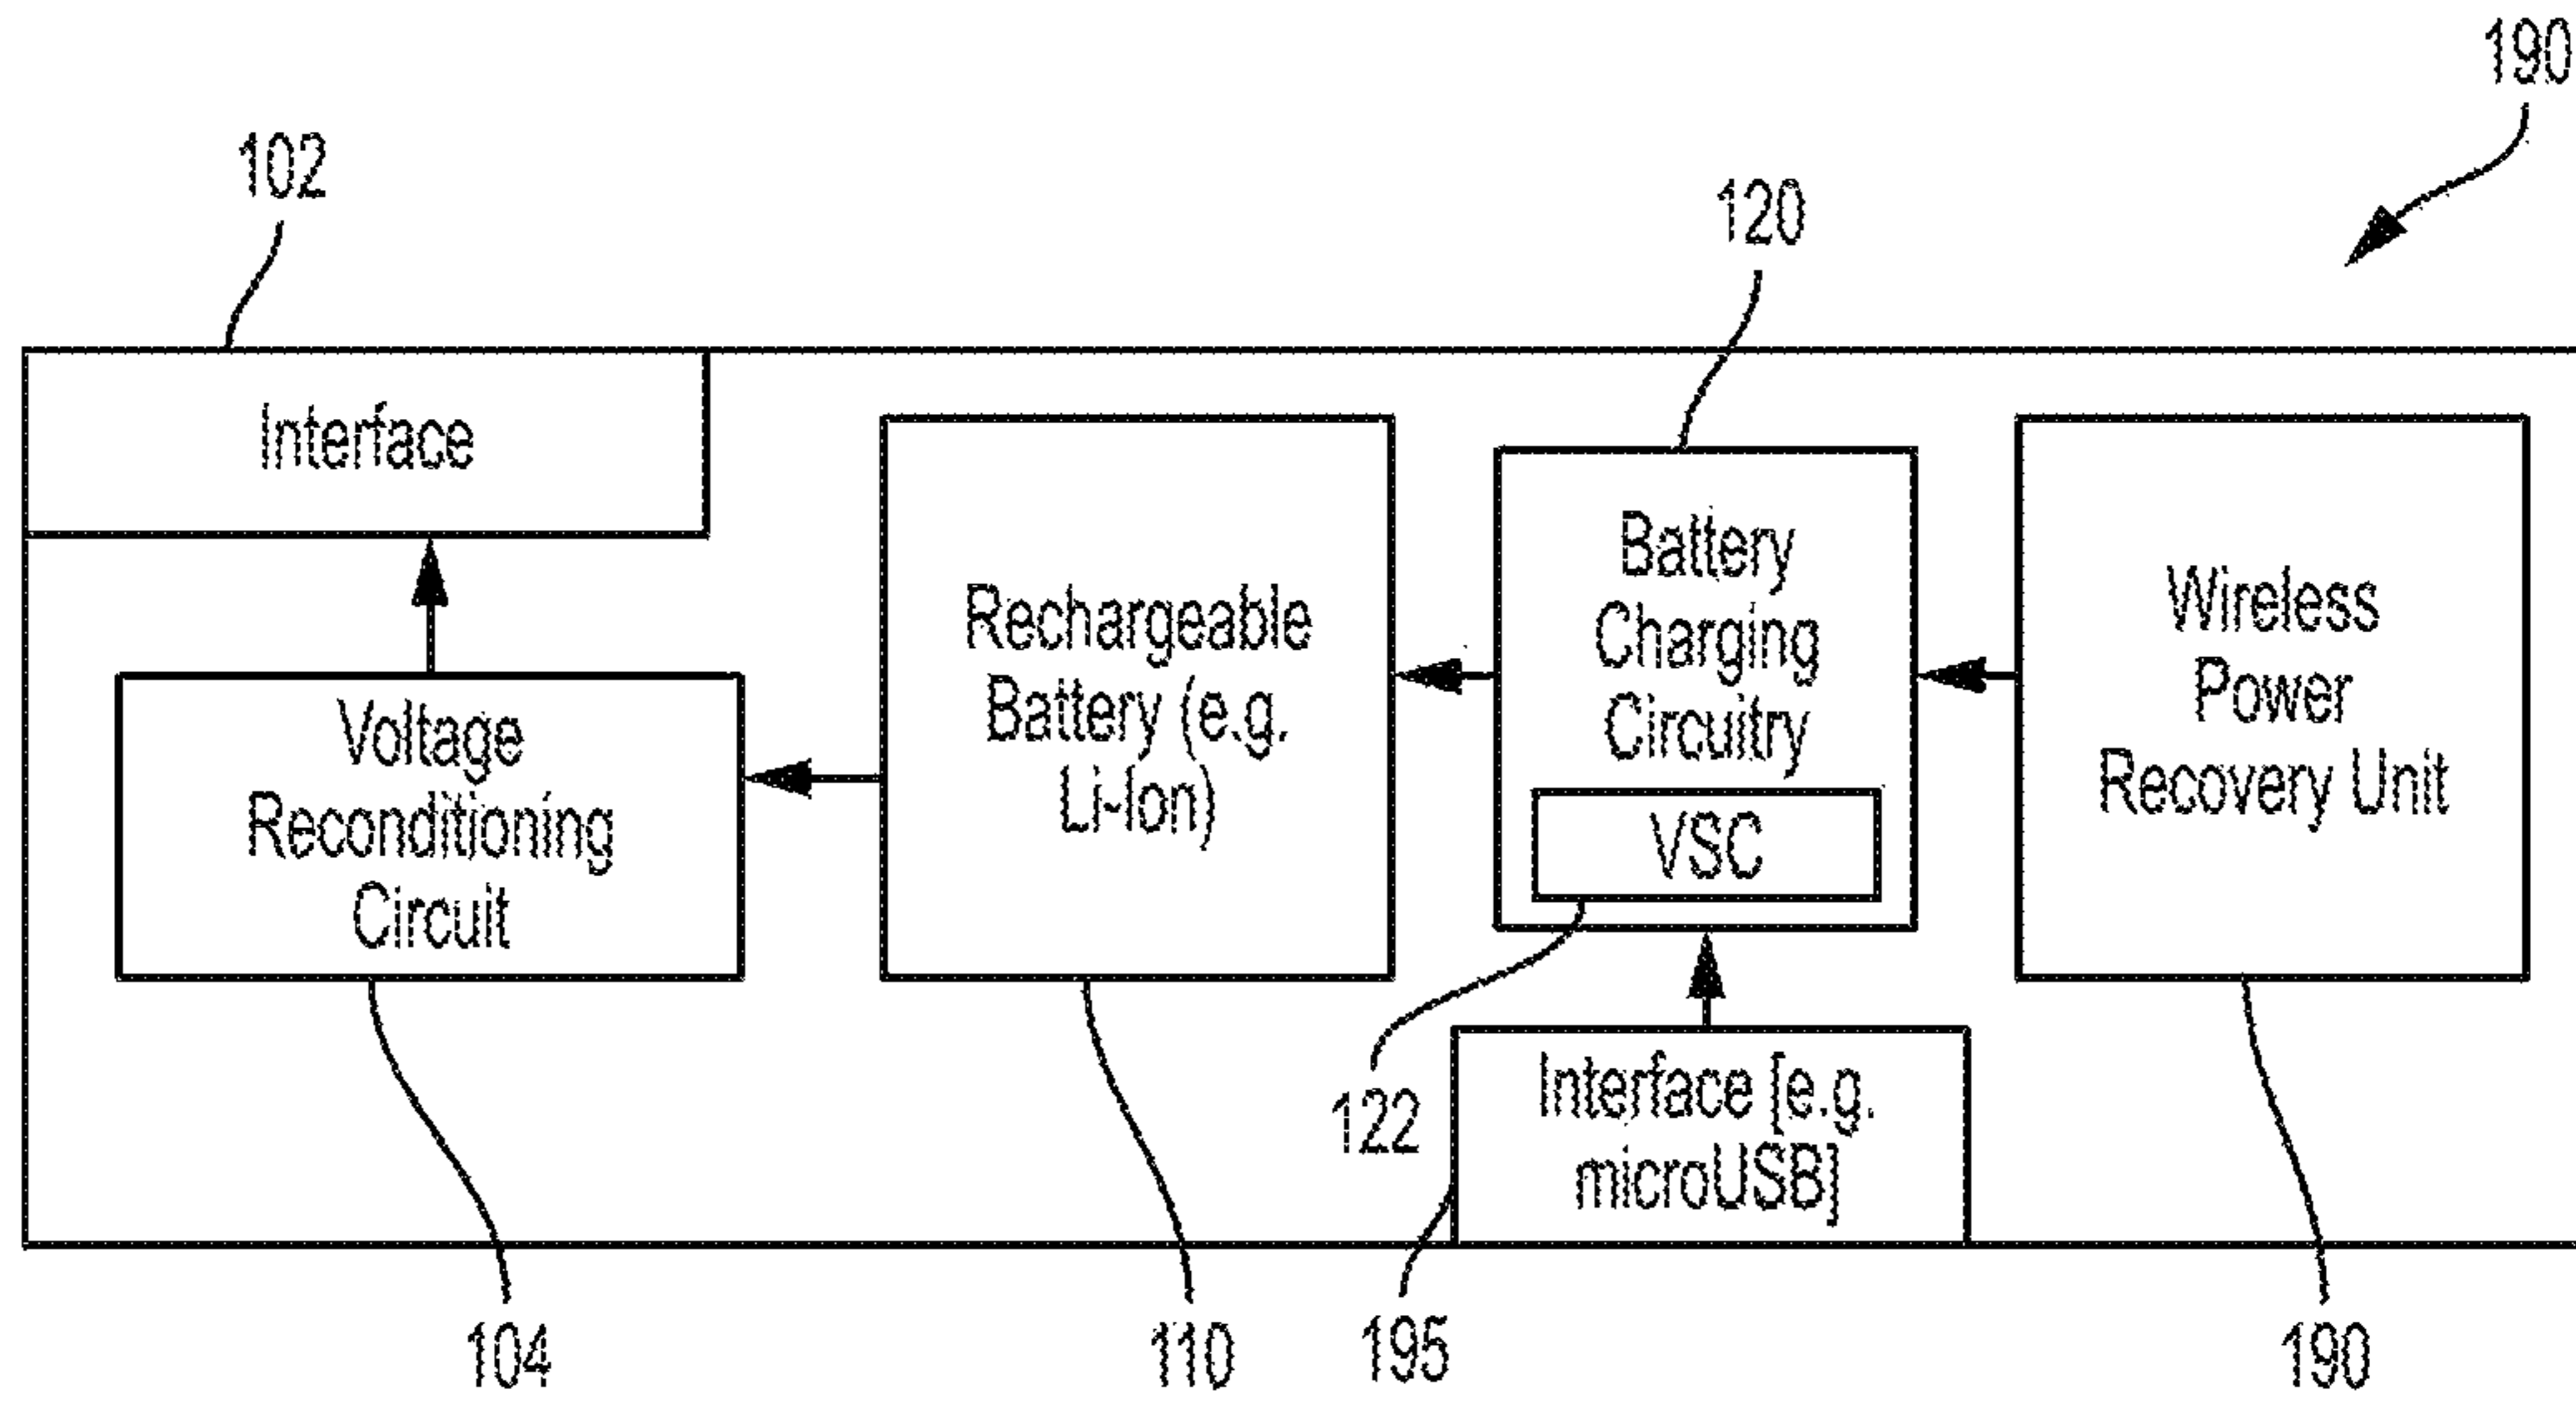 190
102
120
Interface
Rechargeable
Battery (e.g.
Li-Ion)
Battery
Charging
Circuitry
VSC
Wireless
Power
Recovery Unit
Voltage
Reconditioning
Circuit
122
Interface [e.g.
microUSB]
104
110
195
190